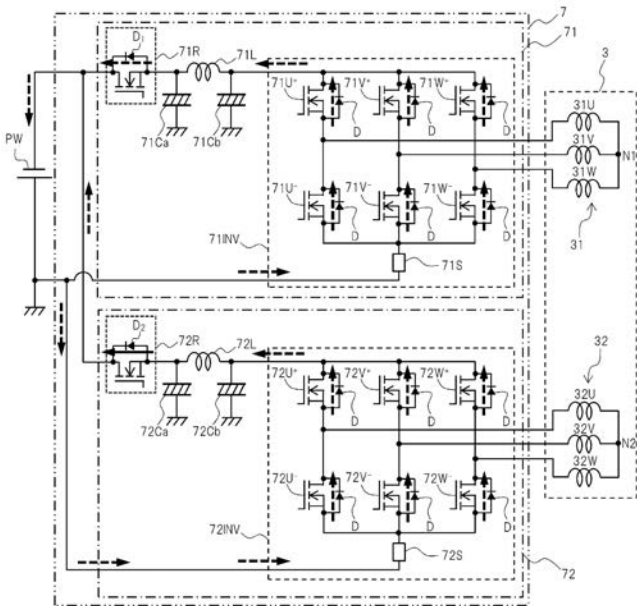 7
D₁
71R
71L
71
3
PW
71U⁺
71V⁺
71W⁺
D
D
D
71Ca
71Cb
31U
31V
31W
N1
31
71U⁻
71V⁻
71W⁻
D
D
D
71INV
71S
D₂
72R
72L
72U⁺
72V⁺
72W⁺
D
D
D
72Ca
72Cb
32
32U
32V
32W
N2
72U⁻
72V⁻
72W⁻
D
D
D
72INV
72S
72